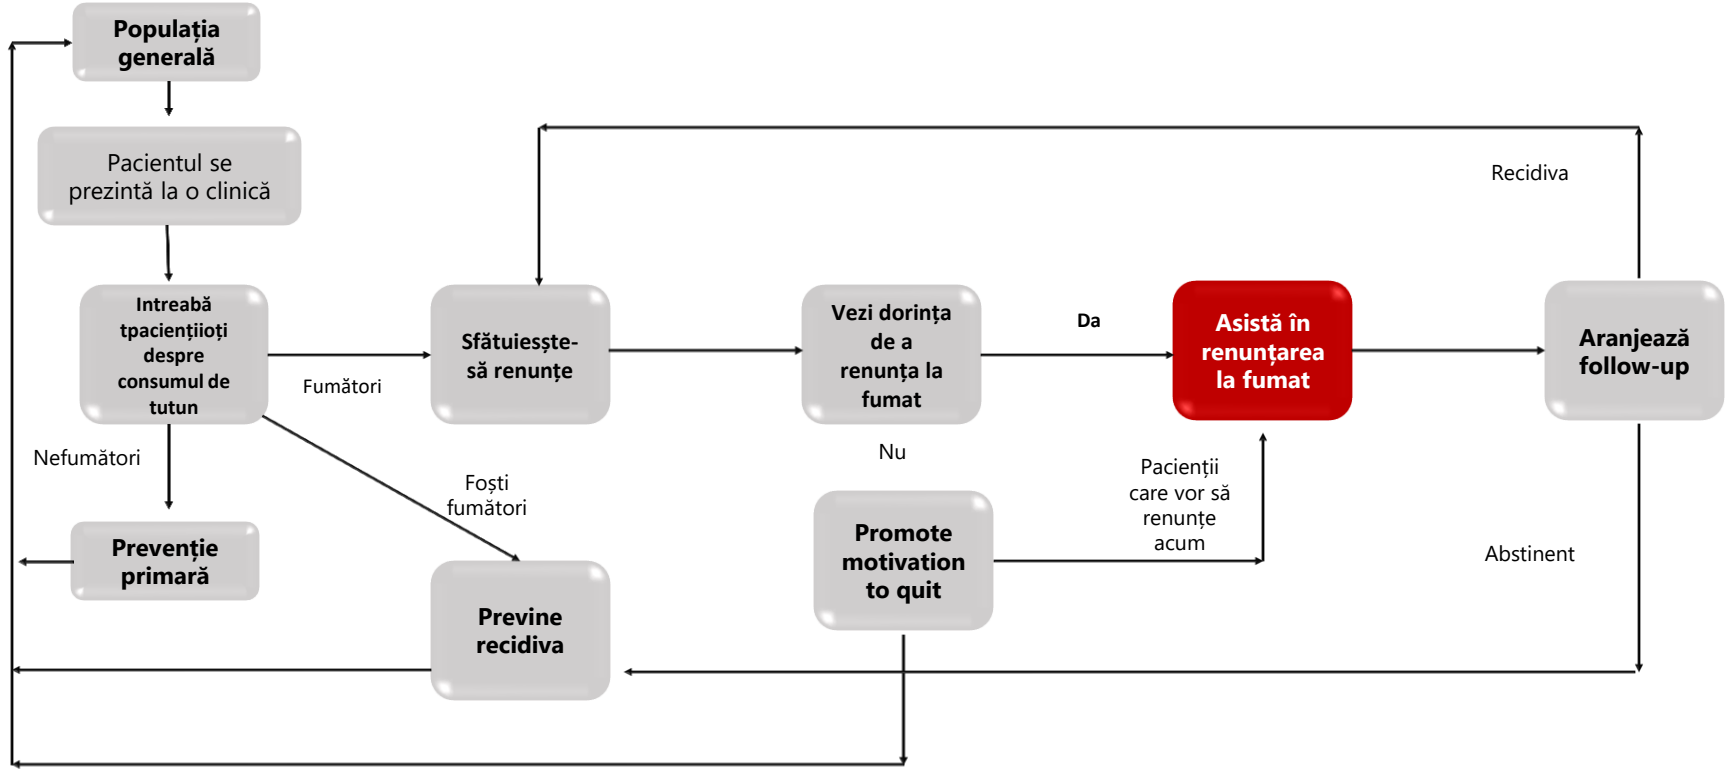 Populația
generală
Pacientul se
prezintă la o clinică
Intreabă
tpaciențiioți
despre
consumul de
tutun
Fumători
Nefumători
Foști
fumători
Prevenție
primară
Sfătuiesște-
să renunțe
Previne
recidiva
Vezi dorința
de a
renunța la
fumat
Da
Nu
Promote
motivation
to quit
Pacienții
care vor să
renunțe
acum
Asistă în
renunțarea
la fumat
Aranjează
follow-up
Recidiva
Abstinent